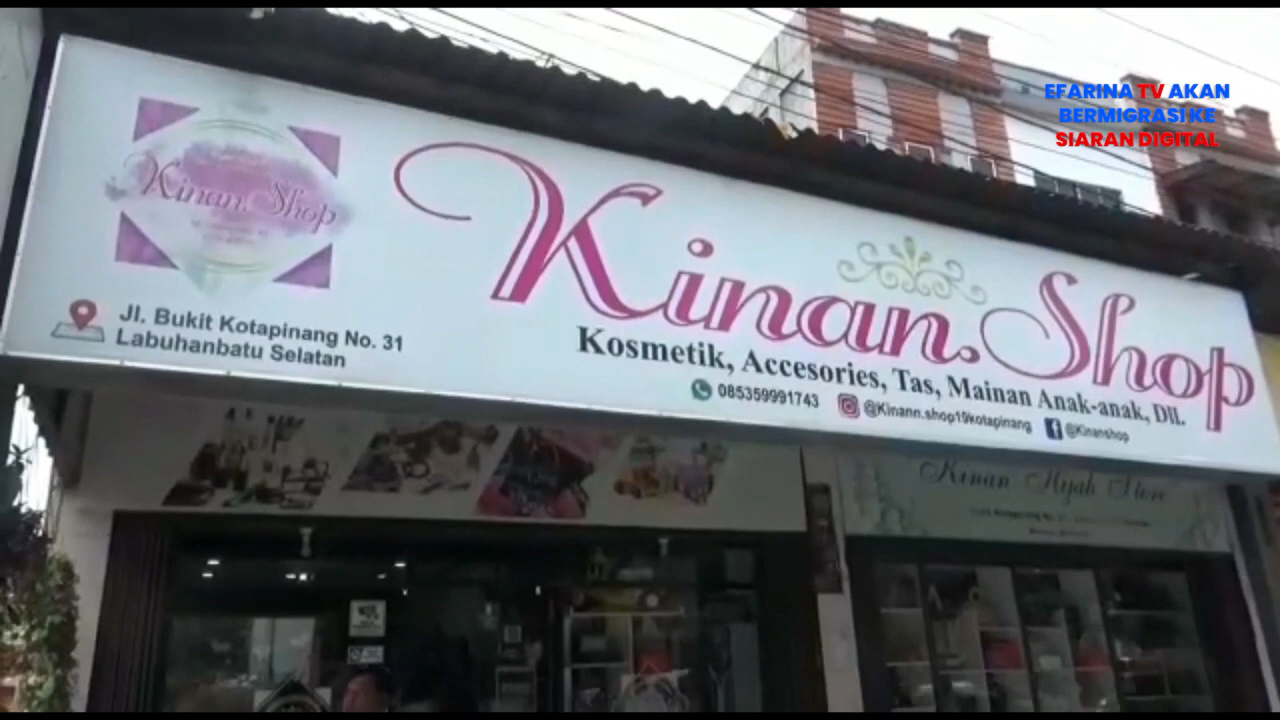 EFARINA TV AKAN
BERMIGRASI KE
SIARAN DIGITAL
Kinan. Shop
Kinan. Shop
Kosmetik, Accesories, Tas, Mainan Anak-anak, Dll.
085359991743 @Kinann.shop19kotapinang @Kinanshop
Jl. Bukit Kotapinang No. 31
Labuhanbatu Selatan
Kinan Hijab Store